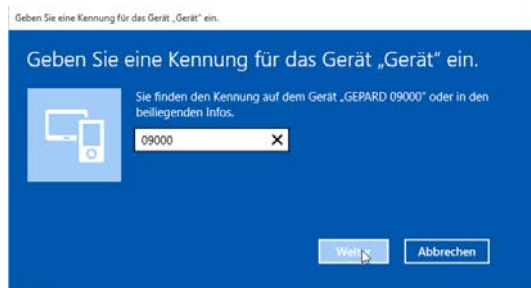 Geben Sie eine Kennung für das Gerät „Gerät“ ein.
Geben Sie eine Kennung für das Gerät „Gerät“ ein.
Sie finden den Kennung auf dem Gerät „GEPARD 09000“ oder in den
beiliegenden Infos.
09000
Weiter
Abbrechen